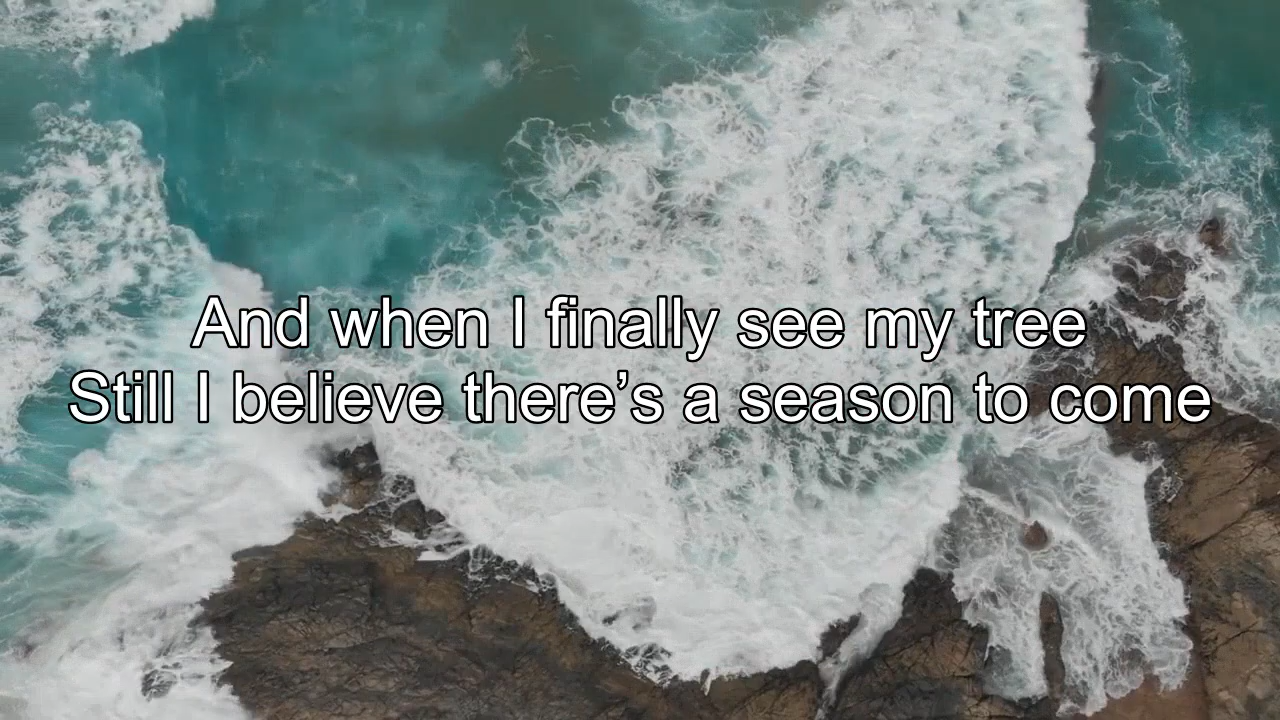 And when I finally see my tree
Still I believe there’s a season to come